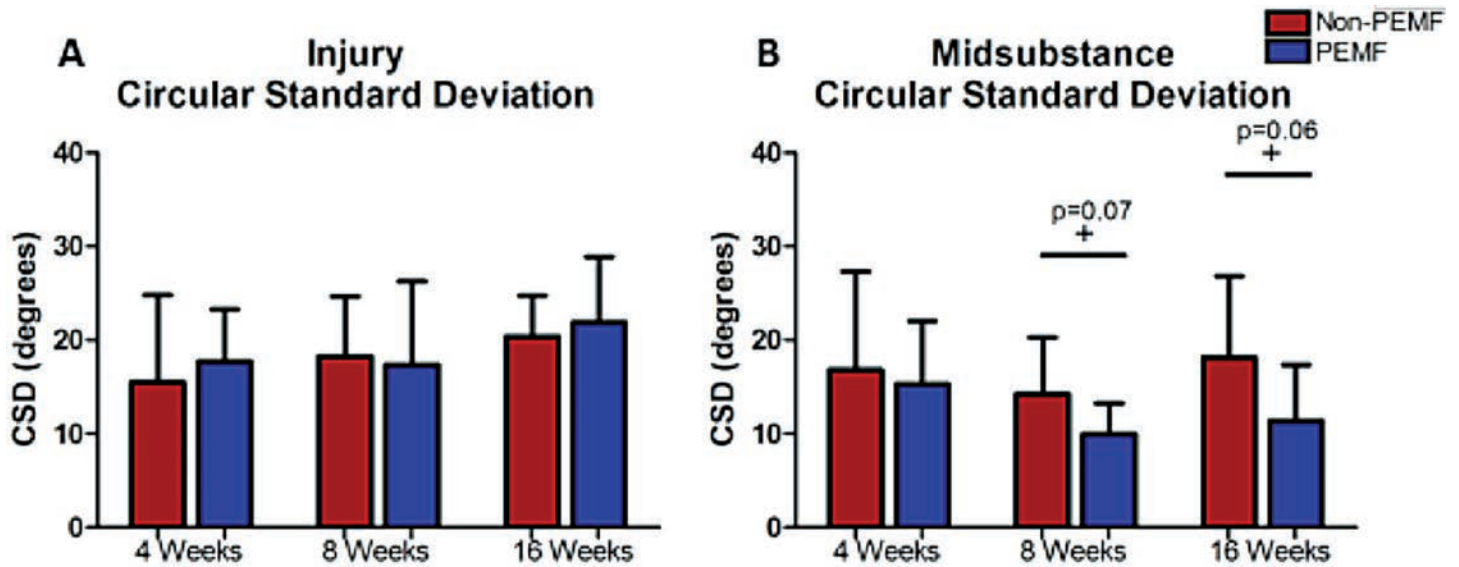 A
Injury
Circular Standard Deviation
CSD (degrees)
40
30
20
10
0
4 Weeks
8 Weeks
16 Weeks
B
Midsubstance
Circular Standard Deviation
Non-PEMF
PEMF
CSD (degrees)
40
30
20
10
0
p=0.07
+
p=0.06
+
4 Weeks
8 Weeks
16 Weeks